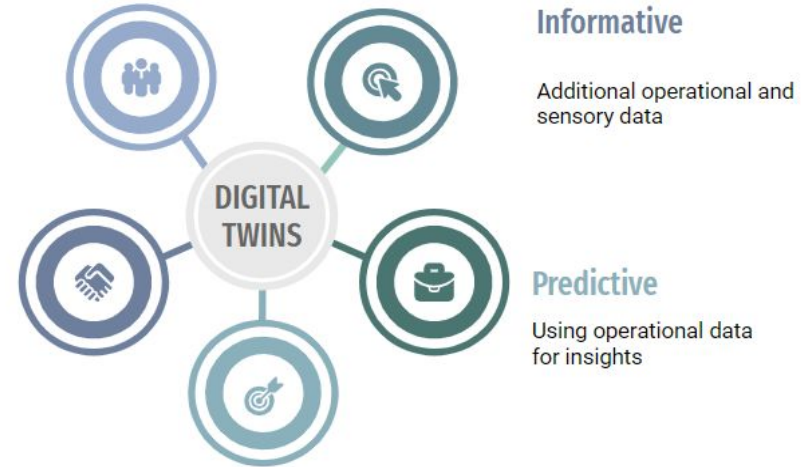 Informative
Additional operational and
sensory data
DIGITAL
TWINS
Predictive
Using operational data
for insights